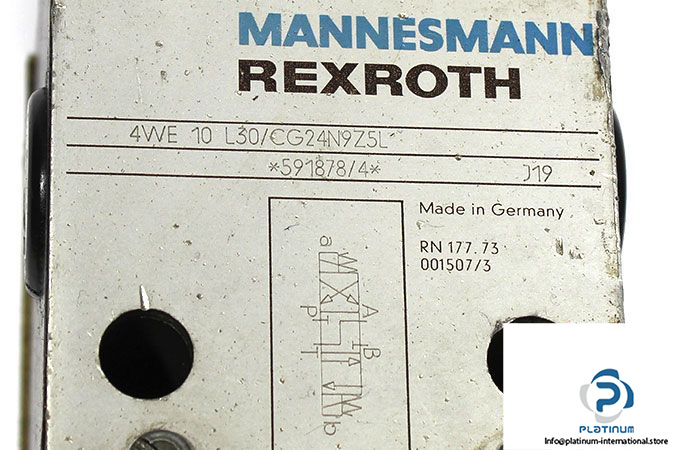 MANNESMANN
REXROTH
4WE 10 L30/CG24N9Z5L
*591878/4* J19
Made in Germany
RN 177.73
001507/3
a
A
P
T
B
b
P
PLATINUM
Info@platinum-international.store